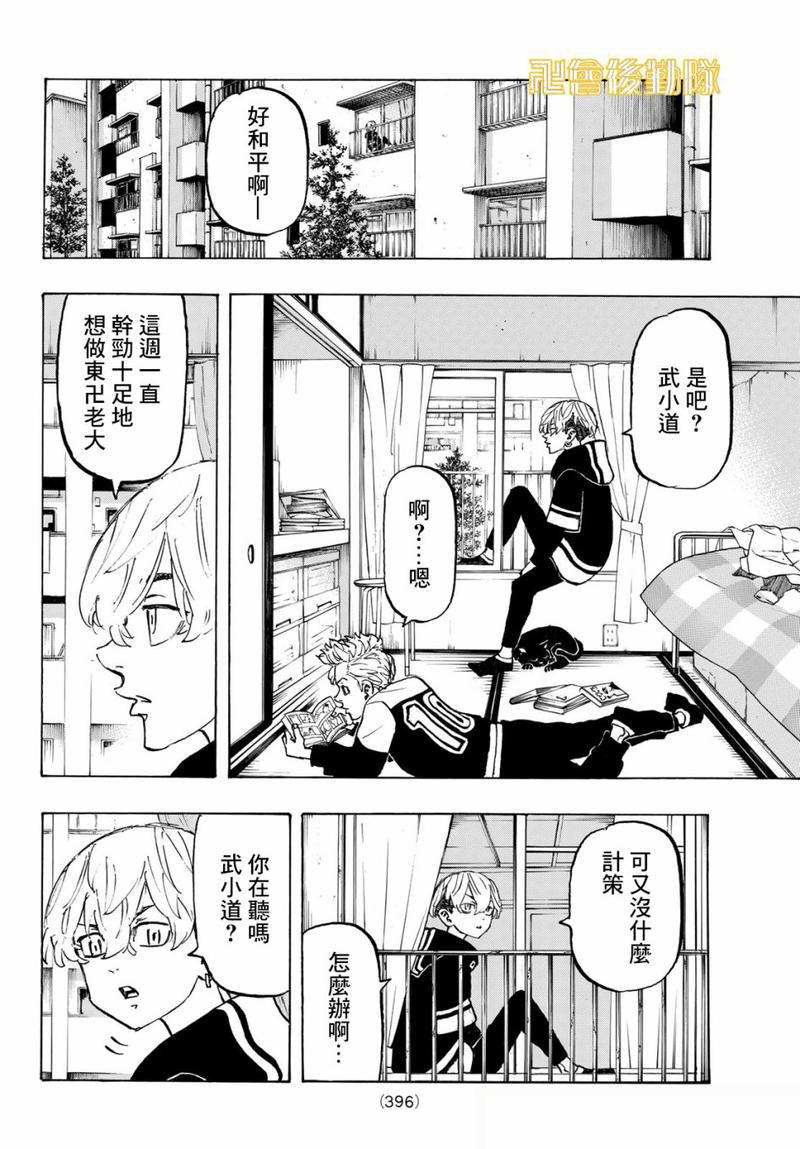 卍會後勤隊
好和平啊—
是吧？
武小道
啊？…嗯
10
這週一直
幹勁十足地
想做東卍老大
可又沒什麼
計策
怎麼辦啊…
你在聽嗎
武小道？
(396)